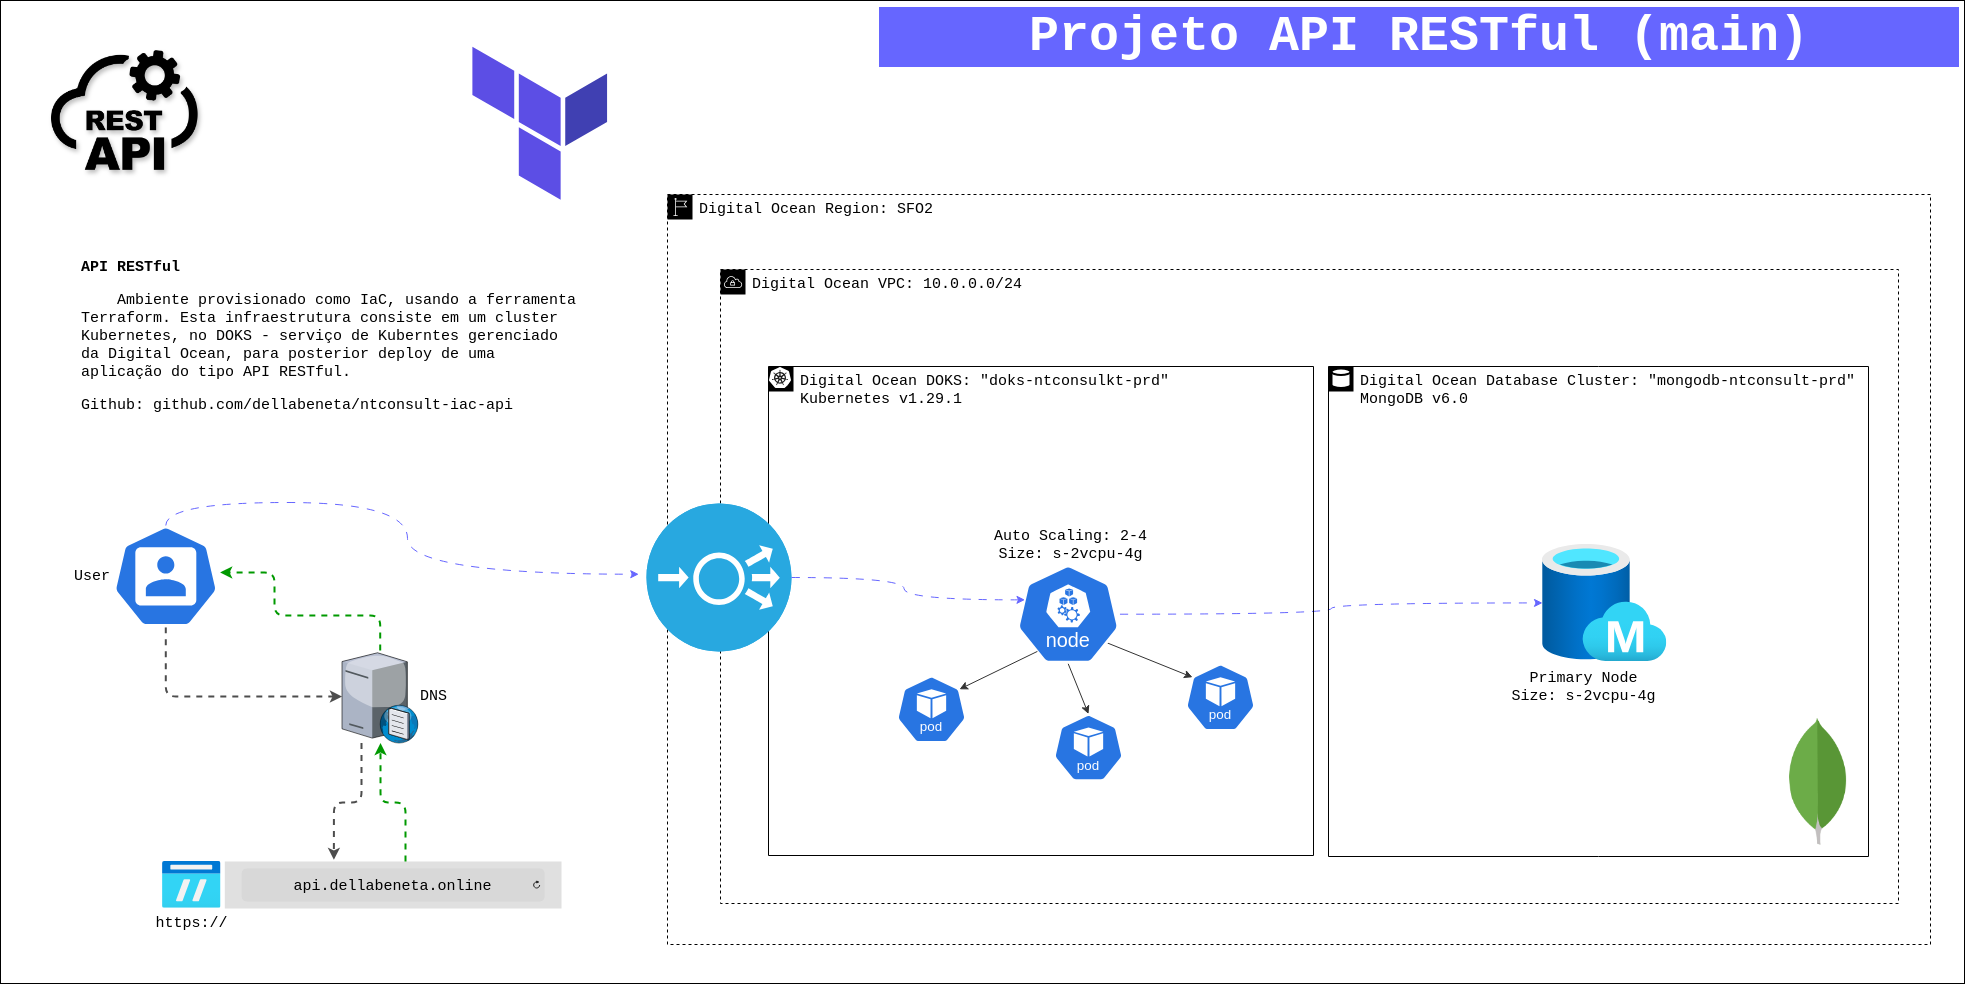 Projeto API RESTful (main)
REST
API
Digital Ocean Region: SFO2
API RESTful
Ambiente provisionado como IaC, usando a ferramenta
Terraform. Esta infraestrutura consiste em um cluster
Kubernetes, no DOKS - serviço de Kuberntes gerenciado
da Digital Ocean, para posterior deploy de uma
aplicação do tipo API RESTful.
Github: github.com/dellabeneta/ntconsult-iac-api
Digital Ocean VPC: 10.0.0.0/24
Digital Ocean DOKS: "doks-ntconsulkt-prd"
Kubernetes v1.29.1
Digital Ocean Database Cluster: "mongodb-ntconsult-prd"
MongoDB v6.0
Auto Scaling: 2-4
Size: s-2vcpu-4g
User
node
M
Primary Node
Size: s-2vcpu-4g
DNS
pod
pod
pod
api.dellabeneta.online
https://